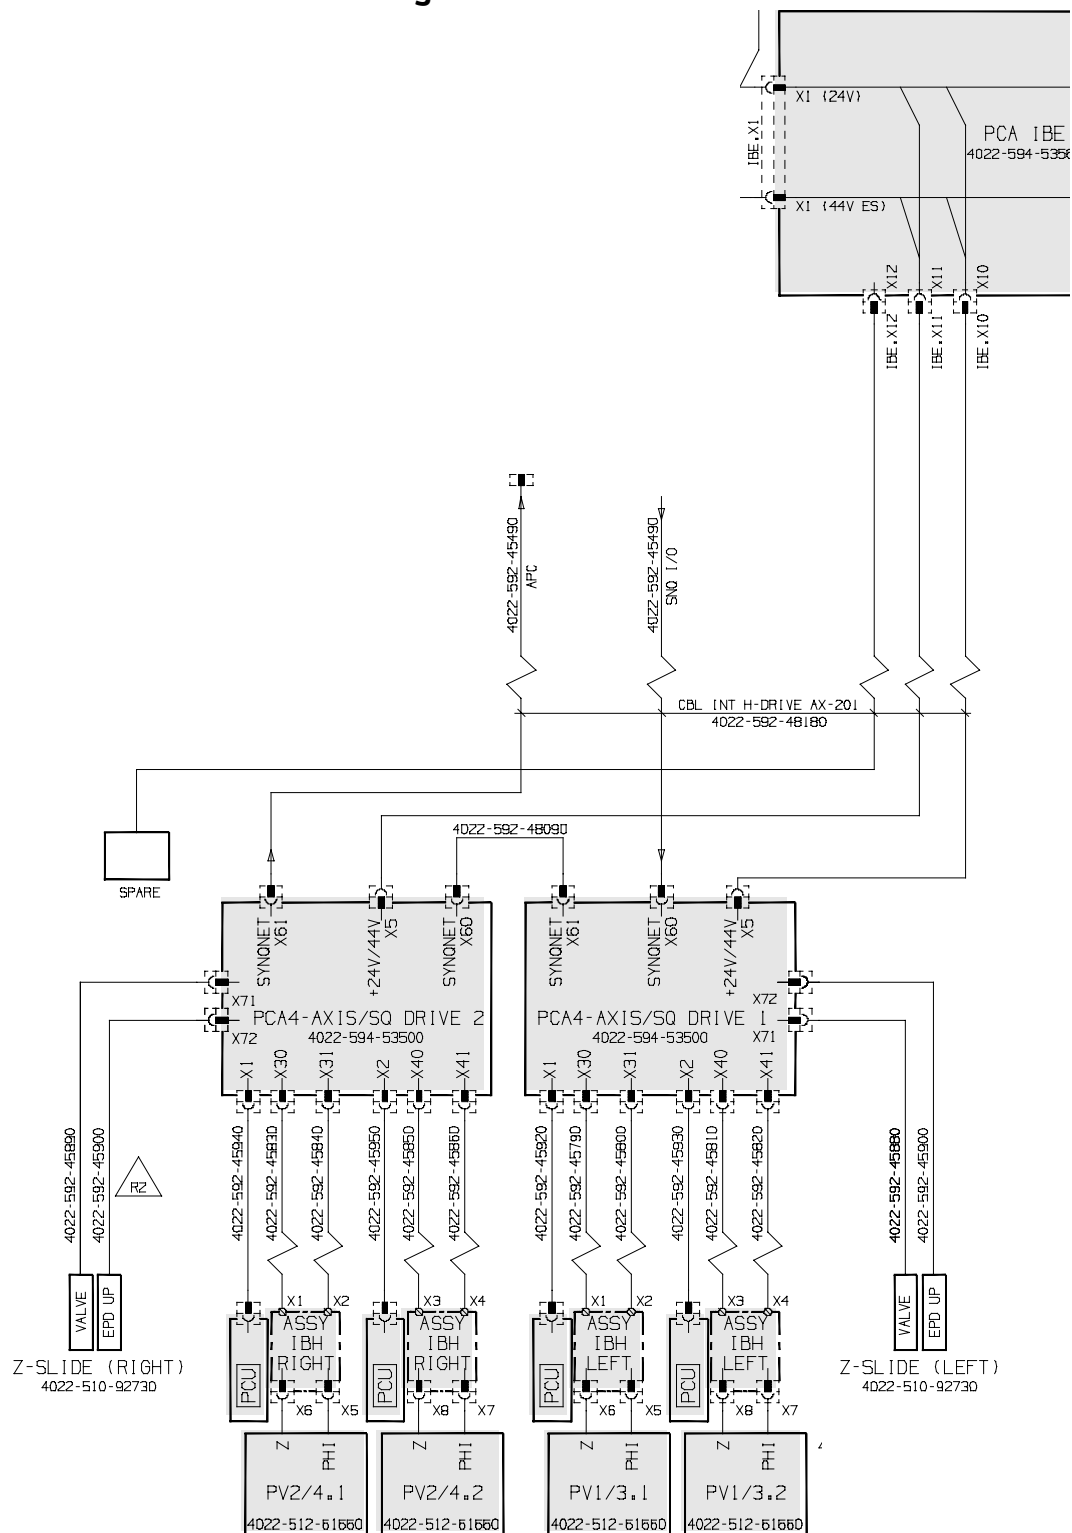 g
X1 (24V)
IBE.X1
PCA IBE
4022-594-535
X1 (44V ES)
X12
X11
X10
IBE.X12
IBE.X11
IBE.X10
4022-592-45490
APC
4022-592-45490
SNQ I/O
CBL INT H-DRIVE AX-201
4022-592-48180
4022-592-48090
SPARE
SYNQNET
X61
+24V/44V
X5
SYNQNET
X60
SYNQNET
X61
SYNQNET
X60
+24V/44V
X5
X71
X72
X72
X71
PCA4-AXIS/SQ DRIVE 2
4022-594-53500
PCA4-AXIS/SQ DRIVE 1
4022-594-53500
X1
X30
X31
X2
X40
X41
X1
X30
X31
X2
X40
X41
4022-592-45890
4022-592-45900
R2
4022-592-45940
4022-592-45830
4022-592-45840
4022-592-45950
4022-592-45850
4022-592-45860
4022-592-45920
4022-592-45790
4022-592-45800
4022-592-45930
4022-592-45810
4022-592-45820
4022-592-45880
4022-592-45900
VALVE
EPD UP
Z-SLIDE (RIGHT)
4022-510-92730
VALVE
EPD UP
Z-SLIDE (LEFT)
4022-510-92730
X1
X2
X3
X4
X1
X2
X3
X4
PCU
ASSY
IBH
RIGHT
PCU
ASSY
IBH
RIGHT
PCU
ASSY
IBH
LEFT
PCU
ASSY
IBH
LEFT
X6
X5
X8
X7
X6
X5
X8
X7
Z
PHI
Z
PHI
Z
PHI
Z
PHI
PV2/4.1
4022-512-61660
PV2/4.2
4022-512-61660
PV1/3.1
4022-512-61660
PV1/3.2
4022-512-61660